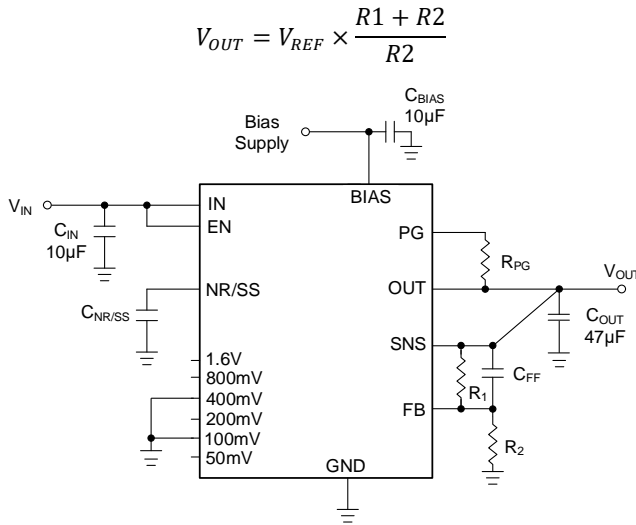 V_OUT = V_REF × (R1 + R2) / R2
C_BIAS
10µF
Bias
Supply
BIAS
V_IN
C_IN
10µF
IN
EN
NR/SS
C_NR/SS
1.6V
800mV
400mV
200mV
100mV
50mV
GND
PG
R_PG
OUT
V_OUT
C_OUT
47µF
SNS
R_1
C_FF
FB
R_2